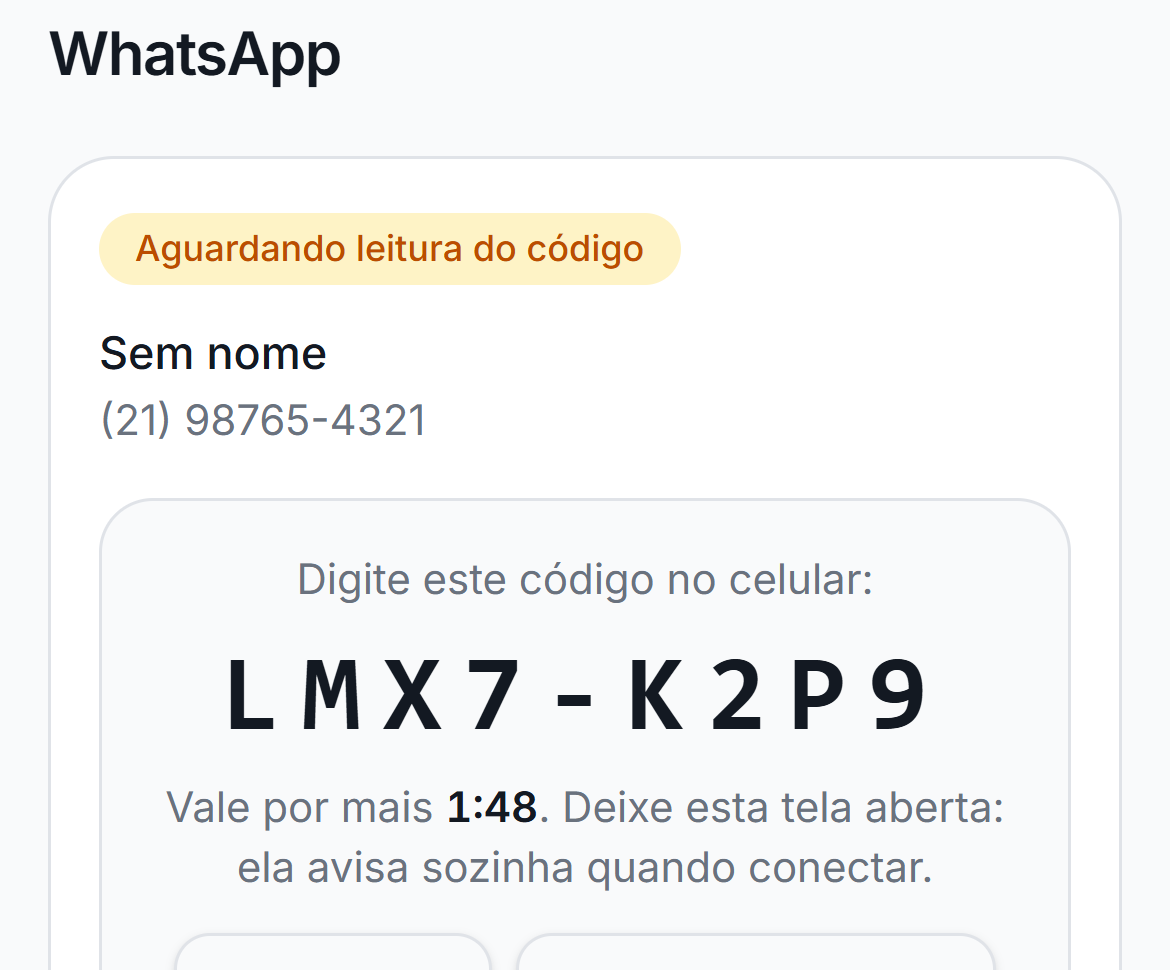 WhatsApp
Aguardando leitura do código
Sem nome
(21) 98765-4321
Digite este código no celular:
LMX7-K2P9
Vale por mais 1:48. Deixe esta tela aberta:
ela avisa sozinha quando conectar.